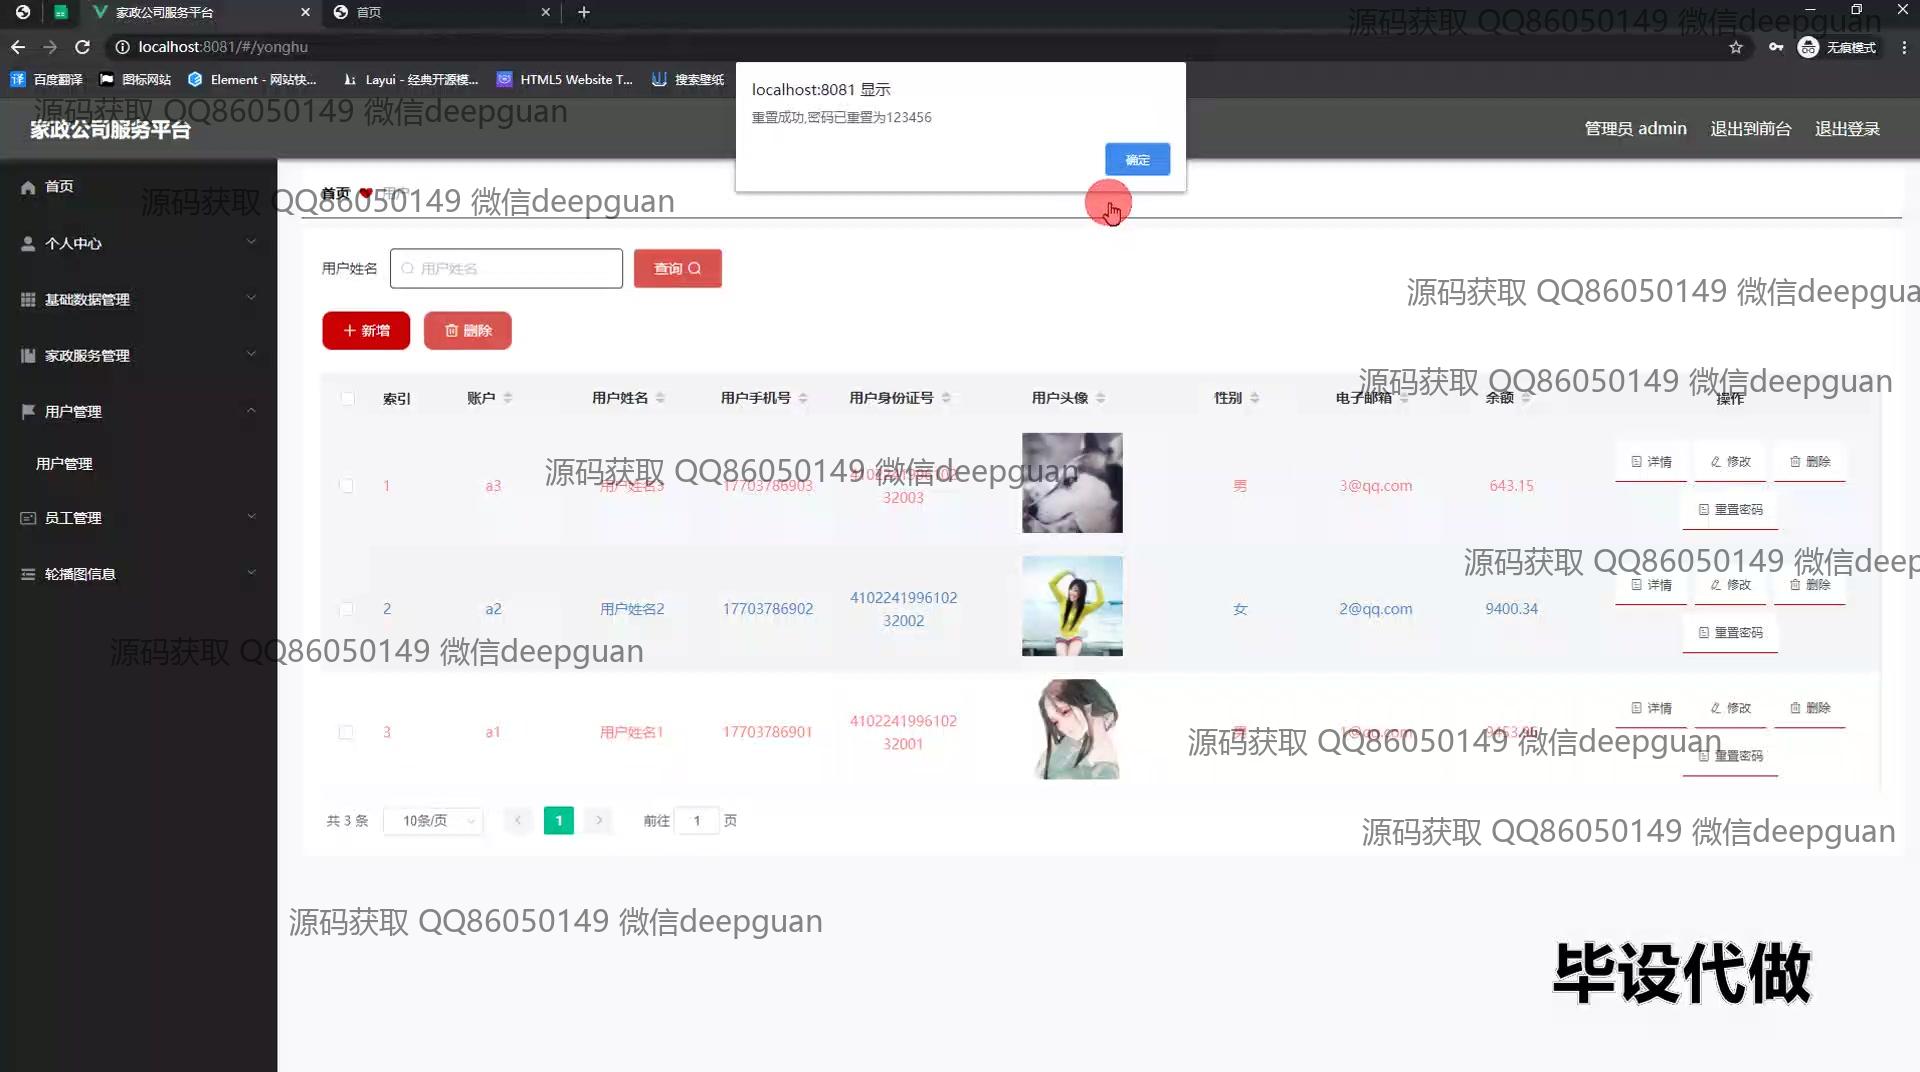 家政公司服务平台
首页
localhost:8081/#/yonghu
无痕模式
百度翻译
图标网站
Element - 网站快...
Layui - 经典开源模...
HTML5 Website T...
搜索壁纸
localhost:8081 显示
重置成功,密码已重置为123456
确定
家政公司服务平台
管理员 admin
退出到前台
退出登录
首页
个人中心
基础数据管理
家政服务管理
用户管理
用户管理
员工管理
轮播图信息
首页 用户
用户姓名 用户姓名 查询
新增 删除
索引 账户 用户姓名 用户手机号 用户身份证号 用户头像 性别 电子邮箱 余额 操作
1 a3 用户姓名3 17703786903 410224199610232003 男 3@qq.com 643.15 详情 修改 删除
重置密码
2 a2 用户姓名2 17703786902 4102241996102
32002 女 2@qq.com 9400.34 详情 修改 删除
重置密码
3 a1 用户姓名1 17703786901 4102241996102
32001 男 1@qq.com 详情 修改 删除
重置密码
共 3 条 10条/页 1 前往 1 页
源码获取 QQ86050149 微信deepguan
源码获取 QQ86050149 微信deepguan
源码获取 QQ86050149 微信deepguan
源码获取 QQ86050149 微信deepgua
源码获取 QQ86050149 微信deepguan
源码获取 QQ86050149 微信deepguan
源码获取 QQ86050149 微信deep
源码获取 QQ86050149 微信deepguan
源码获取 QQ86050149 微信deepguan
源码获取 QQ86050149 微信deepguan
源码获取 QQ86050149 微信deepguan
毕设代做